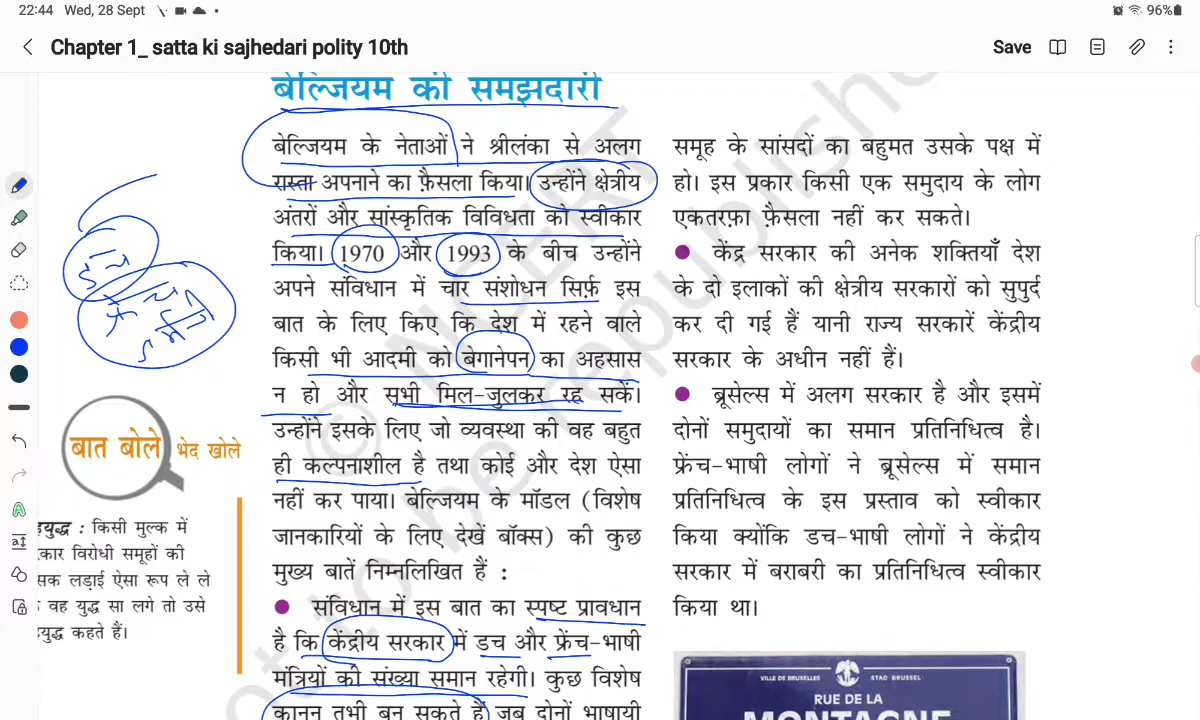 22:44 Wed, 28 Sept
96%
Chapter 1_ satta ki sajhedari polity 10th
Save
बेल्जियम की समझदारी
बेल्जियम के नेताओं ने श्रीलंका से अलग
रास्ता अपनाने का फ़ैसला किया। उन्होंने क्षेत्रीय
अंतरों और सांस्कृतिक विविधता को स्वीकार
किया। 1970 और 1993 के बीच उन्होंने
अपने संविधान में चार संशोधन सिर्फ़ इस
बात के लिए किए कि देश में रहने वाले
किसी भी आदमी को बेगानेपन का अहसास
न हो और सभी मिल-जुलकर रह सकें।
उन्होंने इसके लिए जो व्यवस्था की वह बहुत
ही कल्पनाशील है तथा कोई और देश ऐसा
नहीं कर पाया। बेल्जियम के मॉडल (विशेष
जानकारियों के लिए देखें बॉक्स) की कुछ
मुख्य बातें निम्नलिखित हैं :
● संविधान में इस बात का स्पष्ट प्रावधान
है कि केंद्रीय सरकार में डच और फ्रेंच-भाषी
मंत्रियों की संख्या समान रहेगी। कुछ विशेष
कानून तभी बन सकते हैं जब दोनों भाषायी
समूह के सांसदों का बहुमत उसके पक्ष में
हो। इस प्रकार किसी एक समुदाय के लोग
एकतरफ़ा फ़ैसला नहीं कर सकते।
● केंद्र सरकार की अनेक शक्तियाँ देश
के दो इलाकों की क्षेत्रीय सरकारों को सुपुर्द
कर दी गई हैं यानी राज्य सरकारें केंद्रीय
सरकार के अधीन नहीं हैं।
● ब्रूसेल्स में अलग सरकार है और इसमें
दोनों समुदायों का समान प्रतिनिधित्व है।
फ्रेंच-भाषी लोगों ने ब्रूसेल्स में समान
प्रतिनिधित्व के इस प्रस्ताव को स्वीकार
किया क्योंकि डच-भाषी लोगों ने केंद्रीय
सरकार में बराबरी का प्रतिनिधित्व स्वीकार
किया था।
डच
फ्रेंच
बात बोले भेद खोले
: किसी मुल्क में
विरोधी समूहों की
लड़ाई ऐसा रूप ले ले
वह युद्ध सा लगे तो उसे
कहते हैं।
© NCERT
not to be republished
VILLE DE BRUXELLES STAD BRUSSEL
RUE DE LA
MONTAGNE